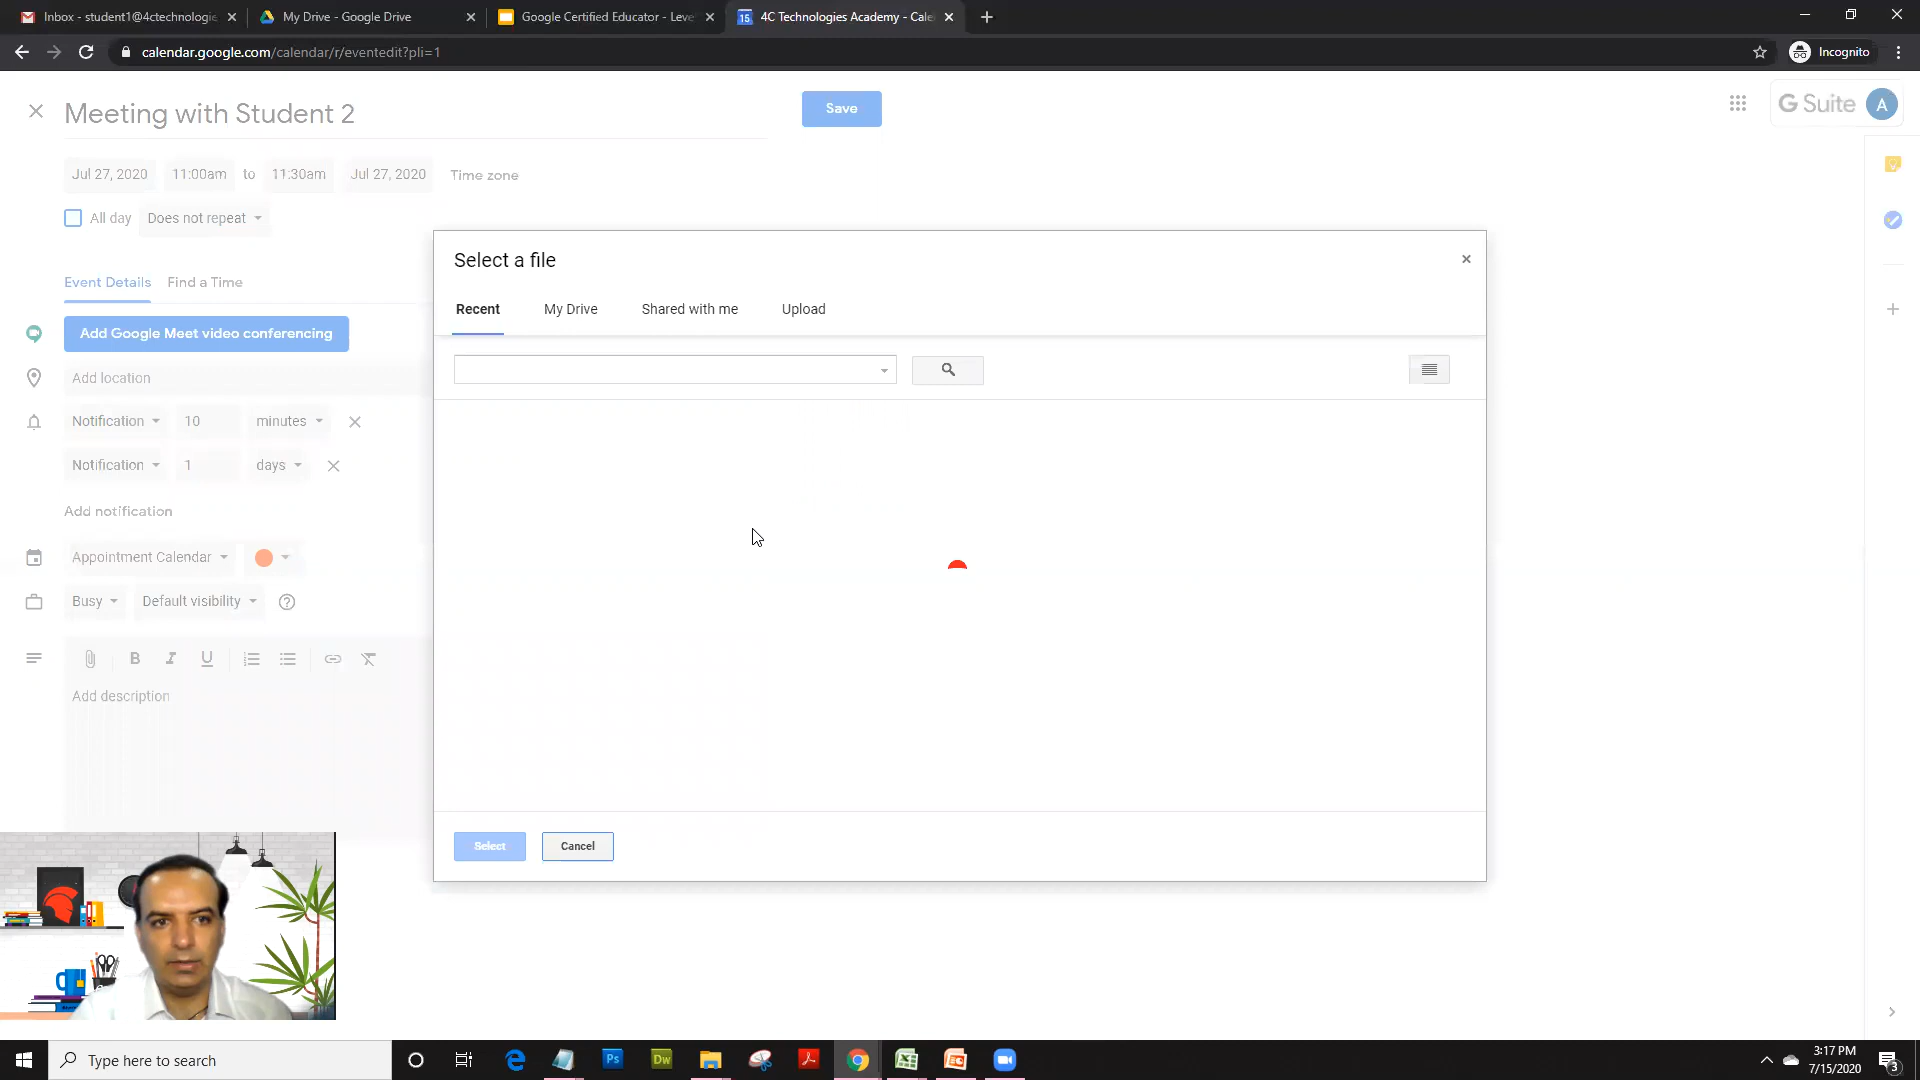 Inbox - student1@4ctechnologie
My Drive - Google Drive
Google Certified Educator - Leve
4C Technologies Academy - Cale
calendar.google.com/calendar/r/eventedit?pli=1
Incognito
Meeting with Student 2
Save
G Suite
A
Jul 27, 2020 11:00am to 11:30am Jul 27, 2020 Time zone
All day Does not repeat
Select a file
Event Details Find a Time
Recent My Drive Shared with me Upload
Add Google Meet video conferencing
Add location
Notification 10 minutes
Notification 1 days
Add notification
Appointment Calendar
Busy Default visibility
B I U
Add description
Select Cancel
Type here to search
Ps
Dw
3:17 PM
7/15/2020
3